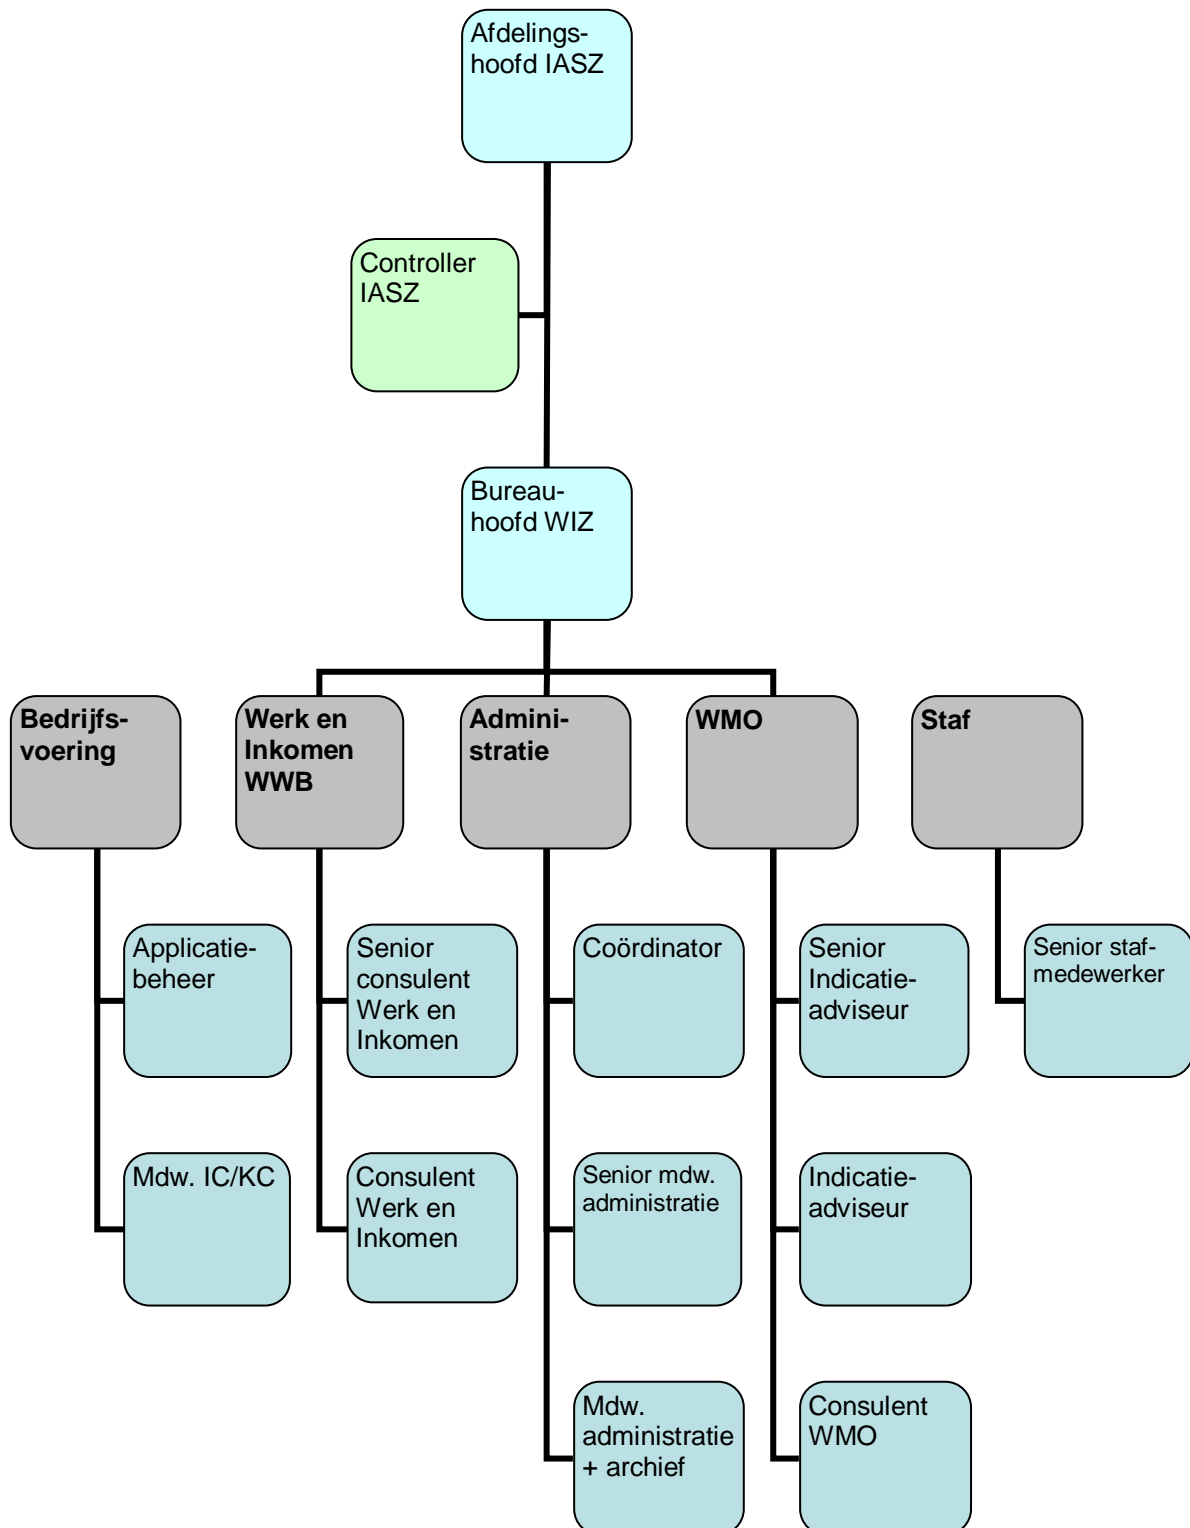 Afdelings-
hoofd IASZ
Controller
IASZ
Bureau-
hoofd WIZ
Bedrijfs-
voering
Werk en
Inkomen
WWB
Admini-
stratie
WMO
Staf
Applicatie-
beheer
Senior
consulent
Werk en
Inkomen
Coördinator
Senior
Indicatie-
adviseur
Senior staf-
medewerker
Mdw. IC/KC
Consulent
Werk en
Inkomen
Senior mdw.
administratie
Indicatie-
adviseur
Mdw.
administratie
+ archief
Consulent
WMO